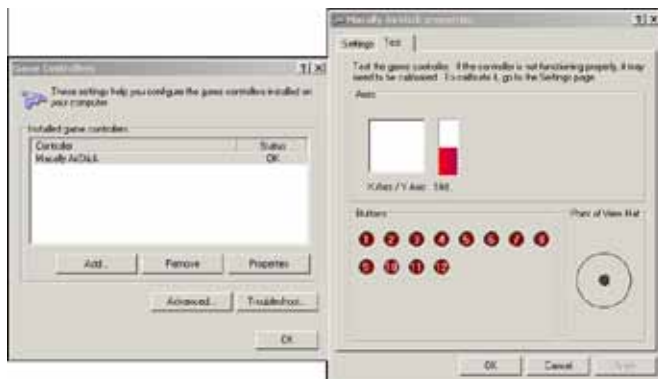 Game Controllers
These settings help you configure the game controllers installed on
your computer.
Installed game controllers
Controller Status
Macally AirStick OK
Add... Remove Properties
Advanced... Troubleshoot...
OK
Macally AirStick properties
Settings Test
Test the game controller. If the controller is not functioning properly, it may
need to be calibrated. To calibrate it, go to the Settings page.
Axes
X Axis / Y Axis
Buttons
Point of View Hat
1 2 3 4 5 6 7 8
9 10 11 12
OK Cancel Apply